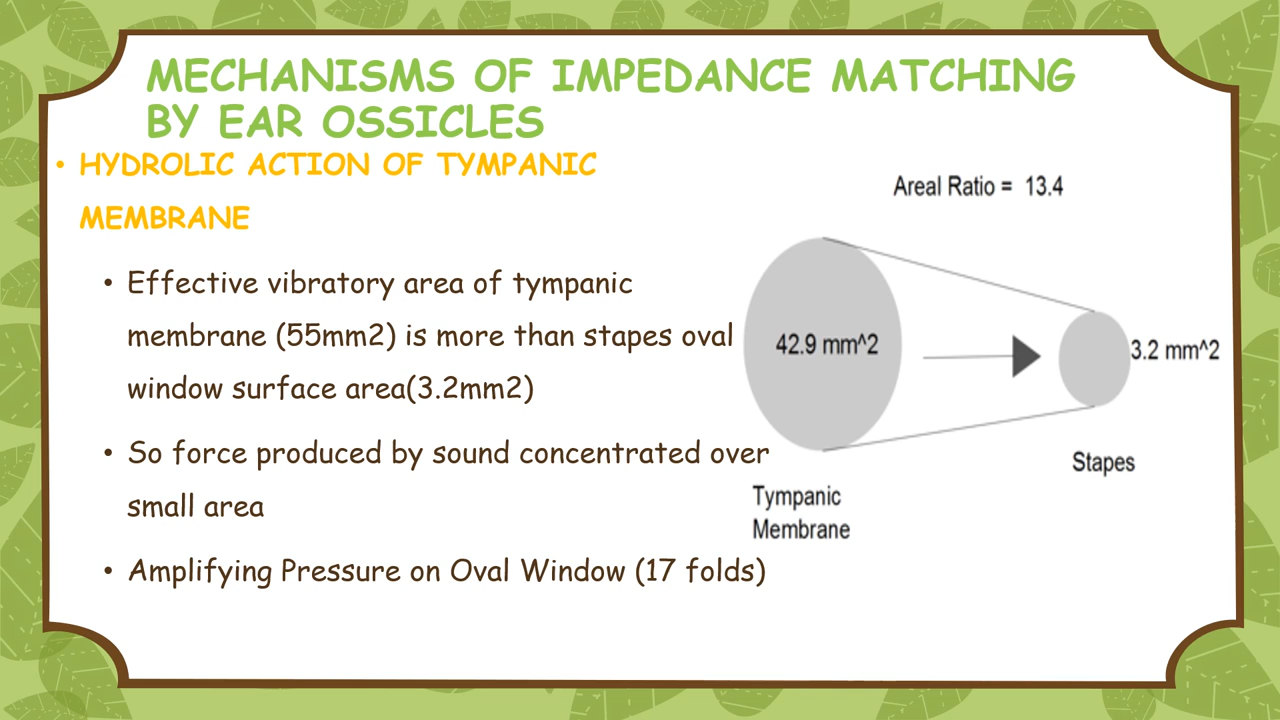 MECHANISMS OF IMPEDANCE MATCHING
BY EAR OSSICLES
• HYDROLIC ACTION OF TYMPANIC
MEMBRANE
• Effective vibratory area of tympanic
membrane (55mm2) is more than stapes oval
window surface area(3.2mm2)
• So force produced by sound concentrated over
small area
• Amplifying Pressure on Oval Window (17 folds)
Areal Ratio = 13.4
42.9 mm^2
3.2 mm^2
Stapes
Tympanic
Membrane